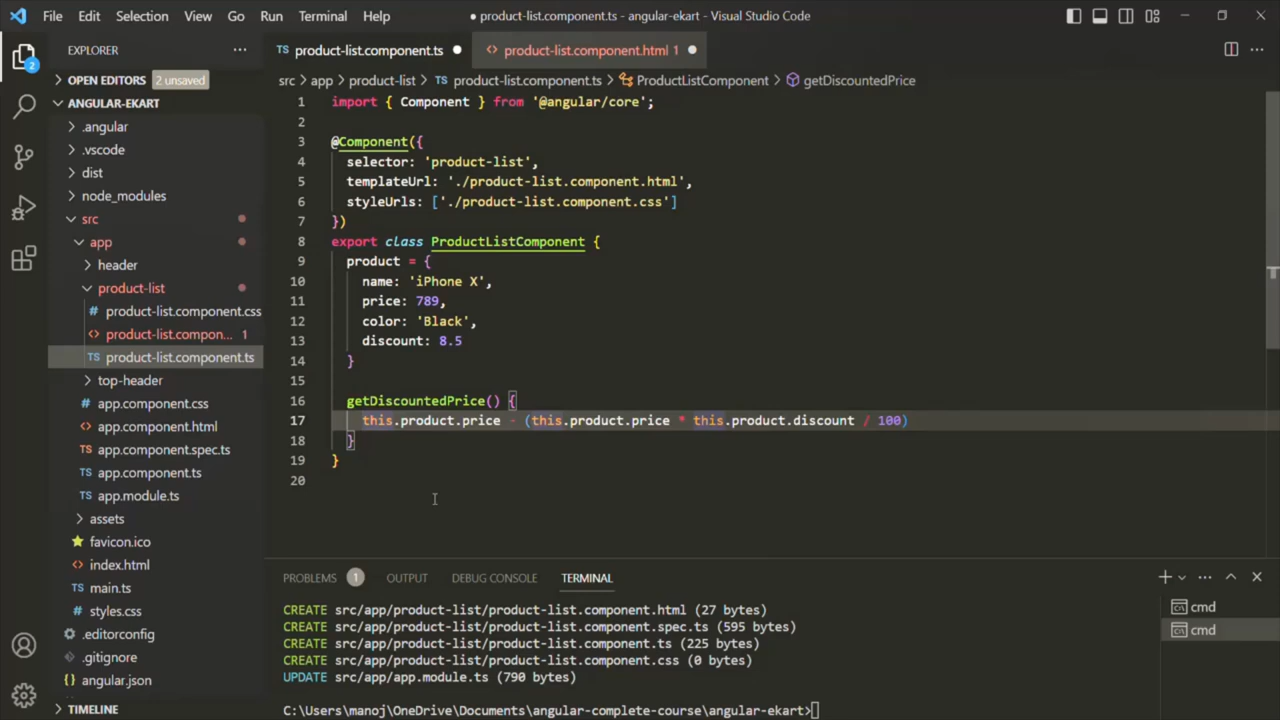 File Edit Selection View Go Run Terminal Help ● product-list.component.ts - angular-ekart - Visual Studio Code
EXPLORER ...
OPEN EDITORS 2 unsaved
ANGULAR-EKART
.angular
.vscode
dist
node_modules
src
app
header
product-list
# product-list.component.css
<> product-list.compon... 1
TS product-list.component.ts
top-header
# app.component.css
<> app.component.html
TS app.component.spec.ts
TS app.component.ts
TS app.module.ts
assets
favicon.ico
<> index.html
TS main.ts
# styles.css
.editorconfig
.gitignore
angular.json
TIMELINE
2
TS product-list.component.ts ● <> product-list.component.html 1 ●
src > app > product-list > TS product-list.component.ts > ProductListComponent > getDiscountedPrice
1 import { Component } from '@angular/core';
2
3 @Component({
4 selector: 'product-list',
5 templateUrl: './product-list.component.html',
6 styleUrls: ['./product-list.component.css']
7 })
8 export class ProductListComponent {
9 product = {
10 name: 'iPhone X',
11 price: 789,
12 color: 'Black',
13 discount: 8.5
14 }
15
16 getDiscountedPrice() {
17 this.product.price - (this.product.price * this.product.discount / 100)
18 }
19 }
20
PROBLEMS 1 OUTPUT DEBUG CONSOLE TERMINAL
CREATE src/app/product-list/product-list.component.html (27 bytes)
CREATE src/app/product-list/product-list.component.spec.ts (595 bytes)
CREATE src/app/product-list/product-list.component.ts (225 bytes)
CREATE src/app/product-list/product-list.component.css (0 bytes)
UPDATE src/app/app.module.ts (790 bytes)
C:\Users\manoj\OneDrive\Documents\angular-complete-course\angular-ekart>
cmd
cmd